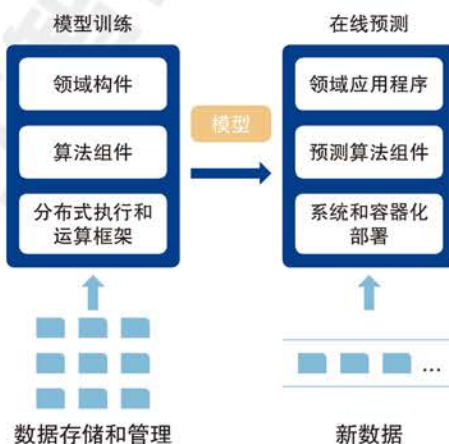 模型训练
在线预测
领域构件
算法组件
分布式执行和
运算框架
模型
领域应用程序
预测算法组件
系统和容器化
部署
...
数据存储和管理
新数据